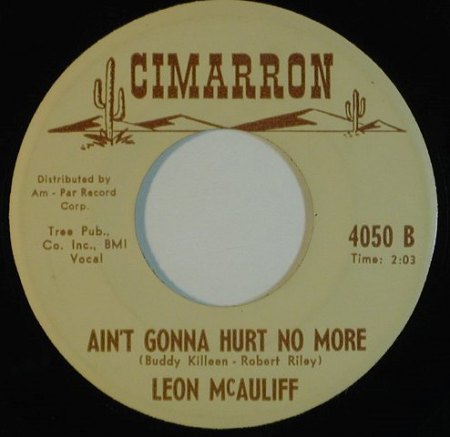 CIMARRON
Distributed by
Am - Par Record
Corp.
Tree Pub.,
Co. Inc., BMI
Vocal
4050 B
Time: 2:03
AIN'T GONNA HURT NO MORE
(Buddy Killeen - Robert Riley)
LEON McAULIFF